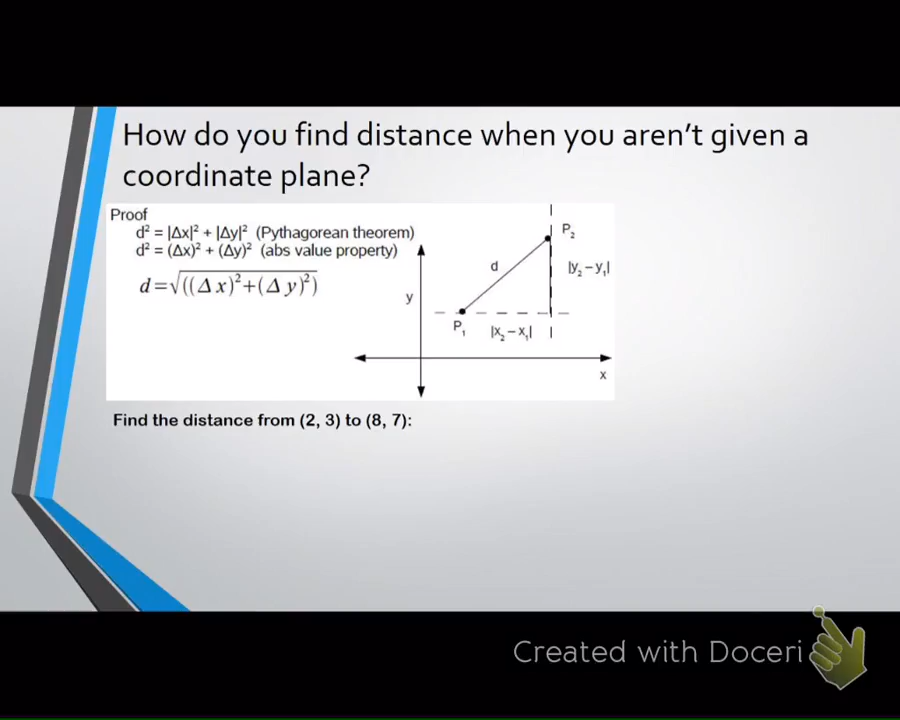 How do you find distance when you aren't given a
coordinate plane?
Proof
d² = |Δx|² + |Δy|² (Pythagorean theorem)
d² = (Δx)² + (Δy)² (abs value property)
d=√((Δx)²+(Δy)²)
P₂
d
|y₂ – y₁|
y
P₁
|x₂ – x₁|
x
Find the distance from (2, 3) to (8, 7):
Created with Doceri